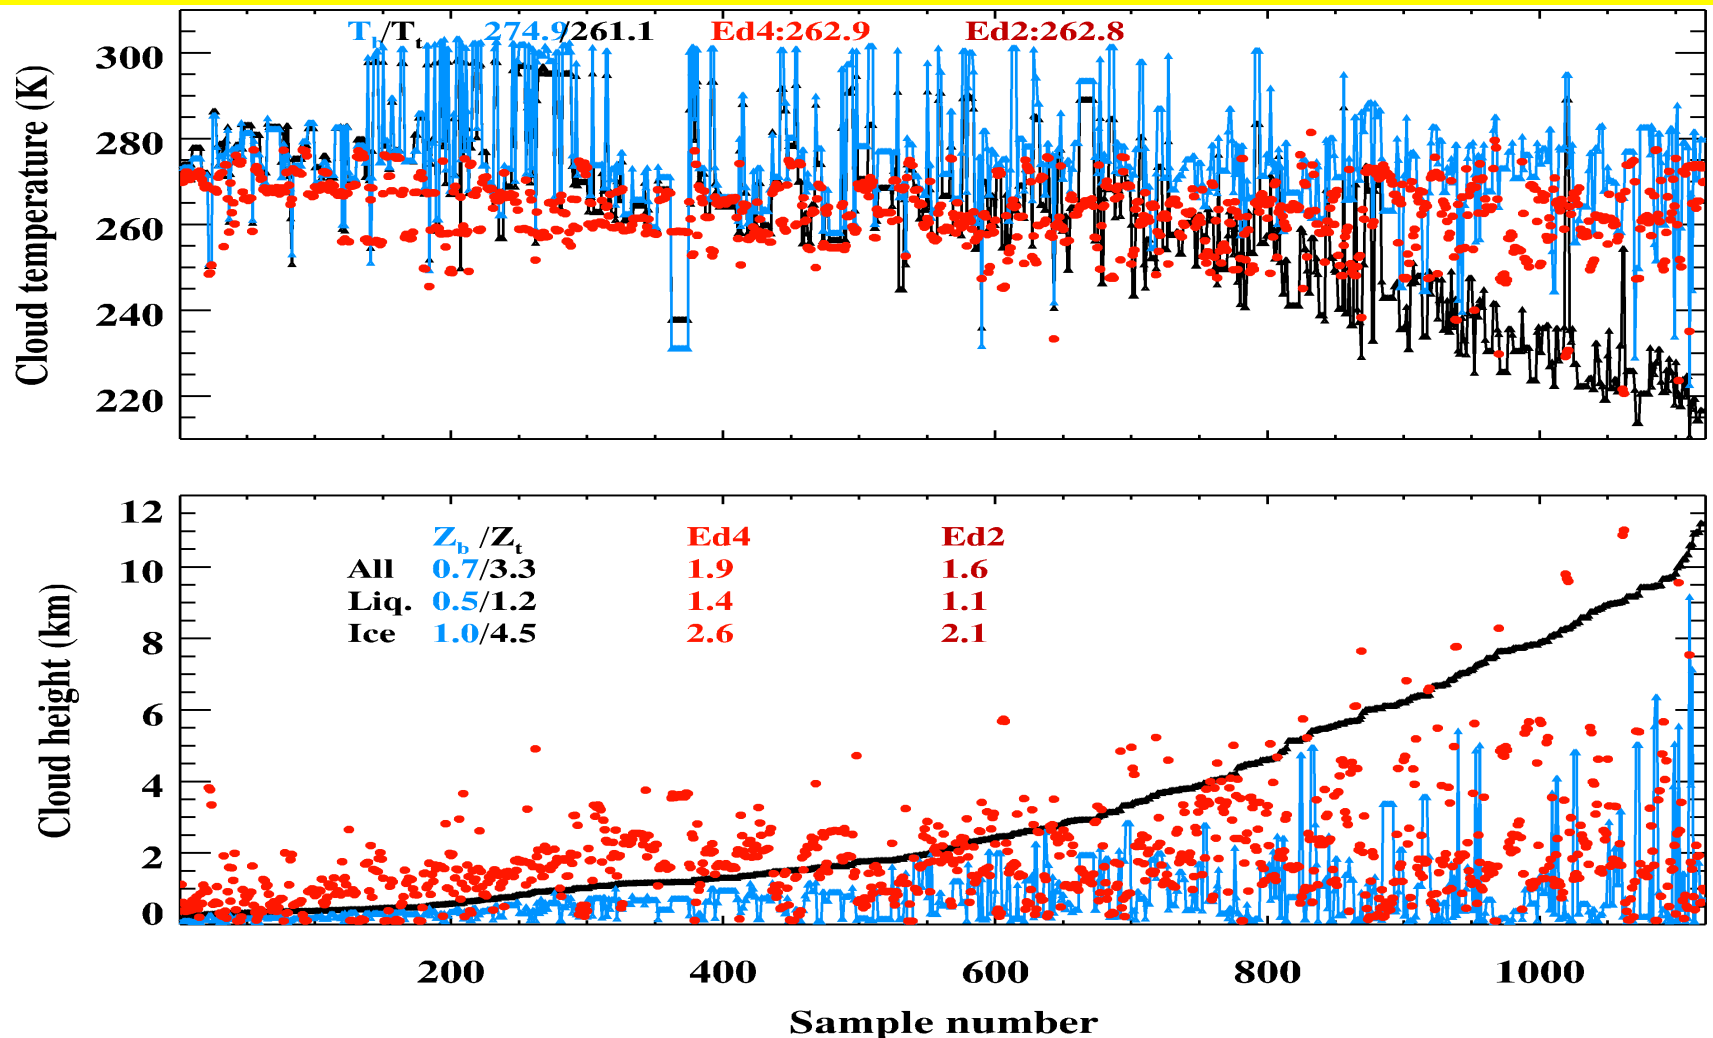 T_b/T_t 274.9/261.1 Ed4:262.9 Ed2:262.8
300
280
260
240
220
Cloud temperature (K)
Z_b /Z_t Ed4 Ed2
All 0.7/3.3 1.9 1.6
Liq. 0.5/1.2 1.4 1.1
Ice 1.0/4.5 2.6 2.1
12
10
8
6
4
2
0
Cloud height (km)
200 400 600 800 1000
Sample number